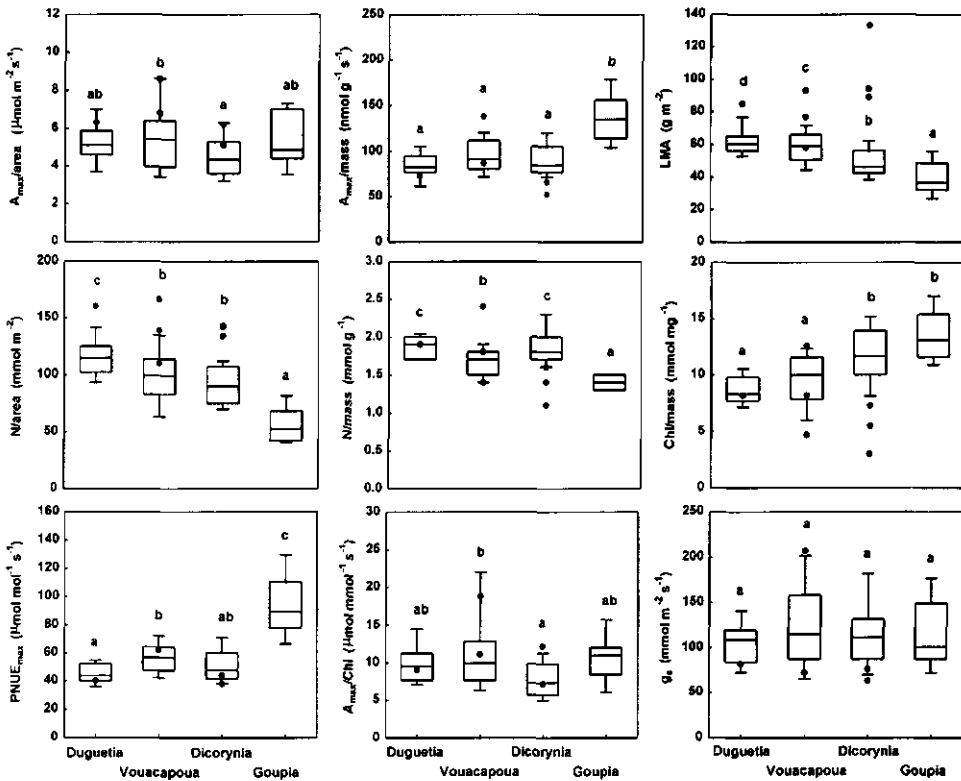 A_max/area (μmol m⁻² s⁻¹)
12
10
8
6
4
2
0
ab
b
a
ab
A_max/mass (nmol g⁻¹ s⁻¹)
250
200
150
100
50
0
a
a
a
b
LMA (g m⁻²)
140
120
100
80
60
40
20
0
d
c
b
a
N/area (mmol m⁻²)
200
150
100
50
0
c
b
b
a
N/mass (mmol g⁻¹)
3.0
2.5
2.0
1.5
1.0
0.5
0.0
c
b
c
a
Chl/mass (mmol mg⁻¹)
20
15
10
5
0
a
a
b
b
PNUE_max (μmol mol⁻¹ s⁻¹)
160
140
120
100
80
60
40
20
0
a
b
ab
c
A_max/Chl (μmol mmol⁻¹ s⁻¹)
30
25
20
15
10
5
0
ab
b
a
ab
g_s (mmol m⁻² s⁻¹)
250
200
150
100
50
0
a
a
a
a
Duguetia Dicorynia
Vouacapoua Goupia
Duguetia Dicorynia
Vouacapoua Goupia
Duguetia Dicorynia
Vouacapoua Goupia